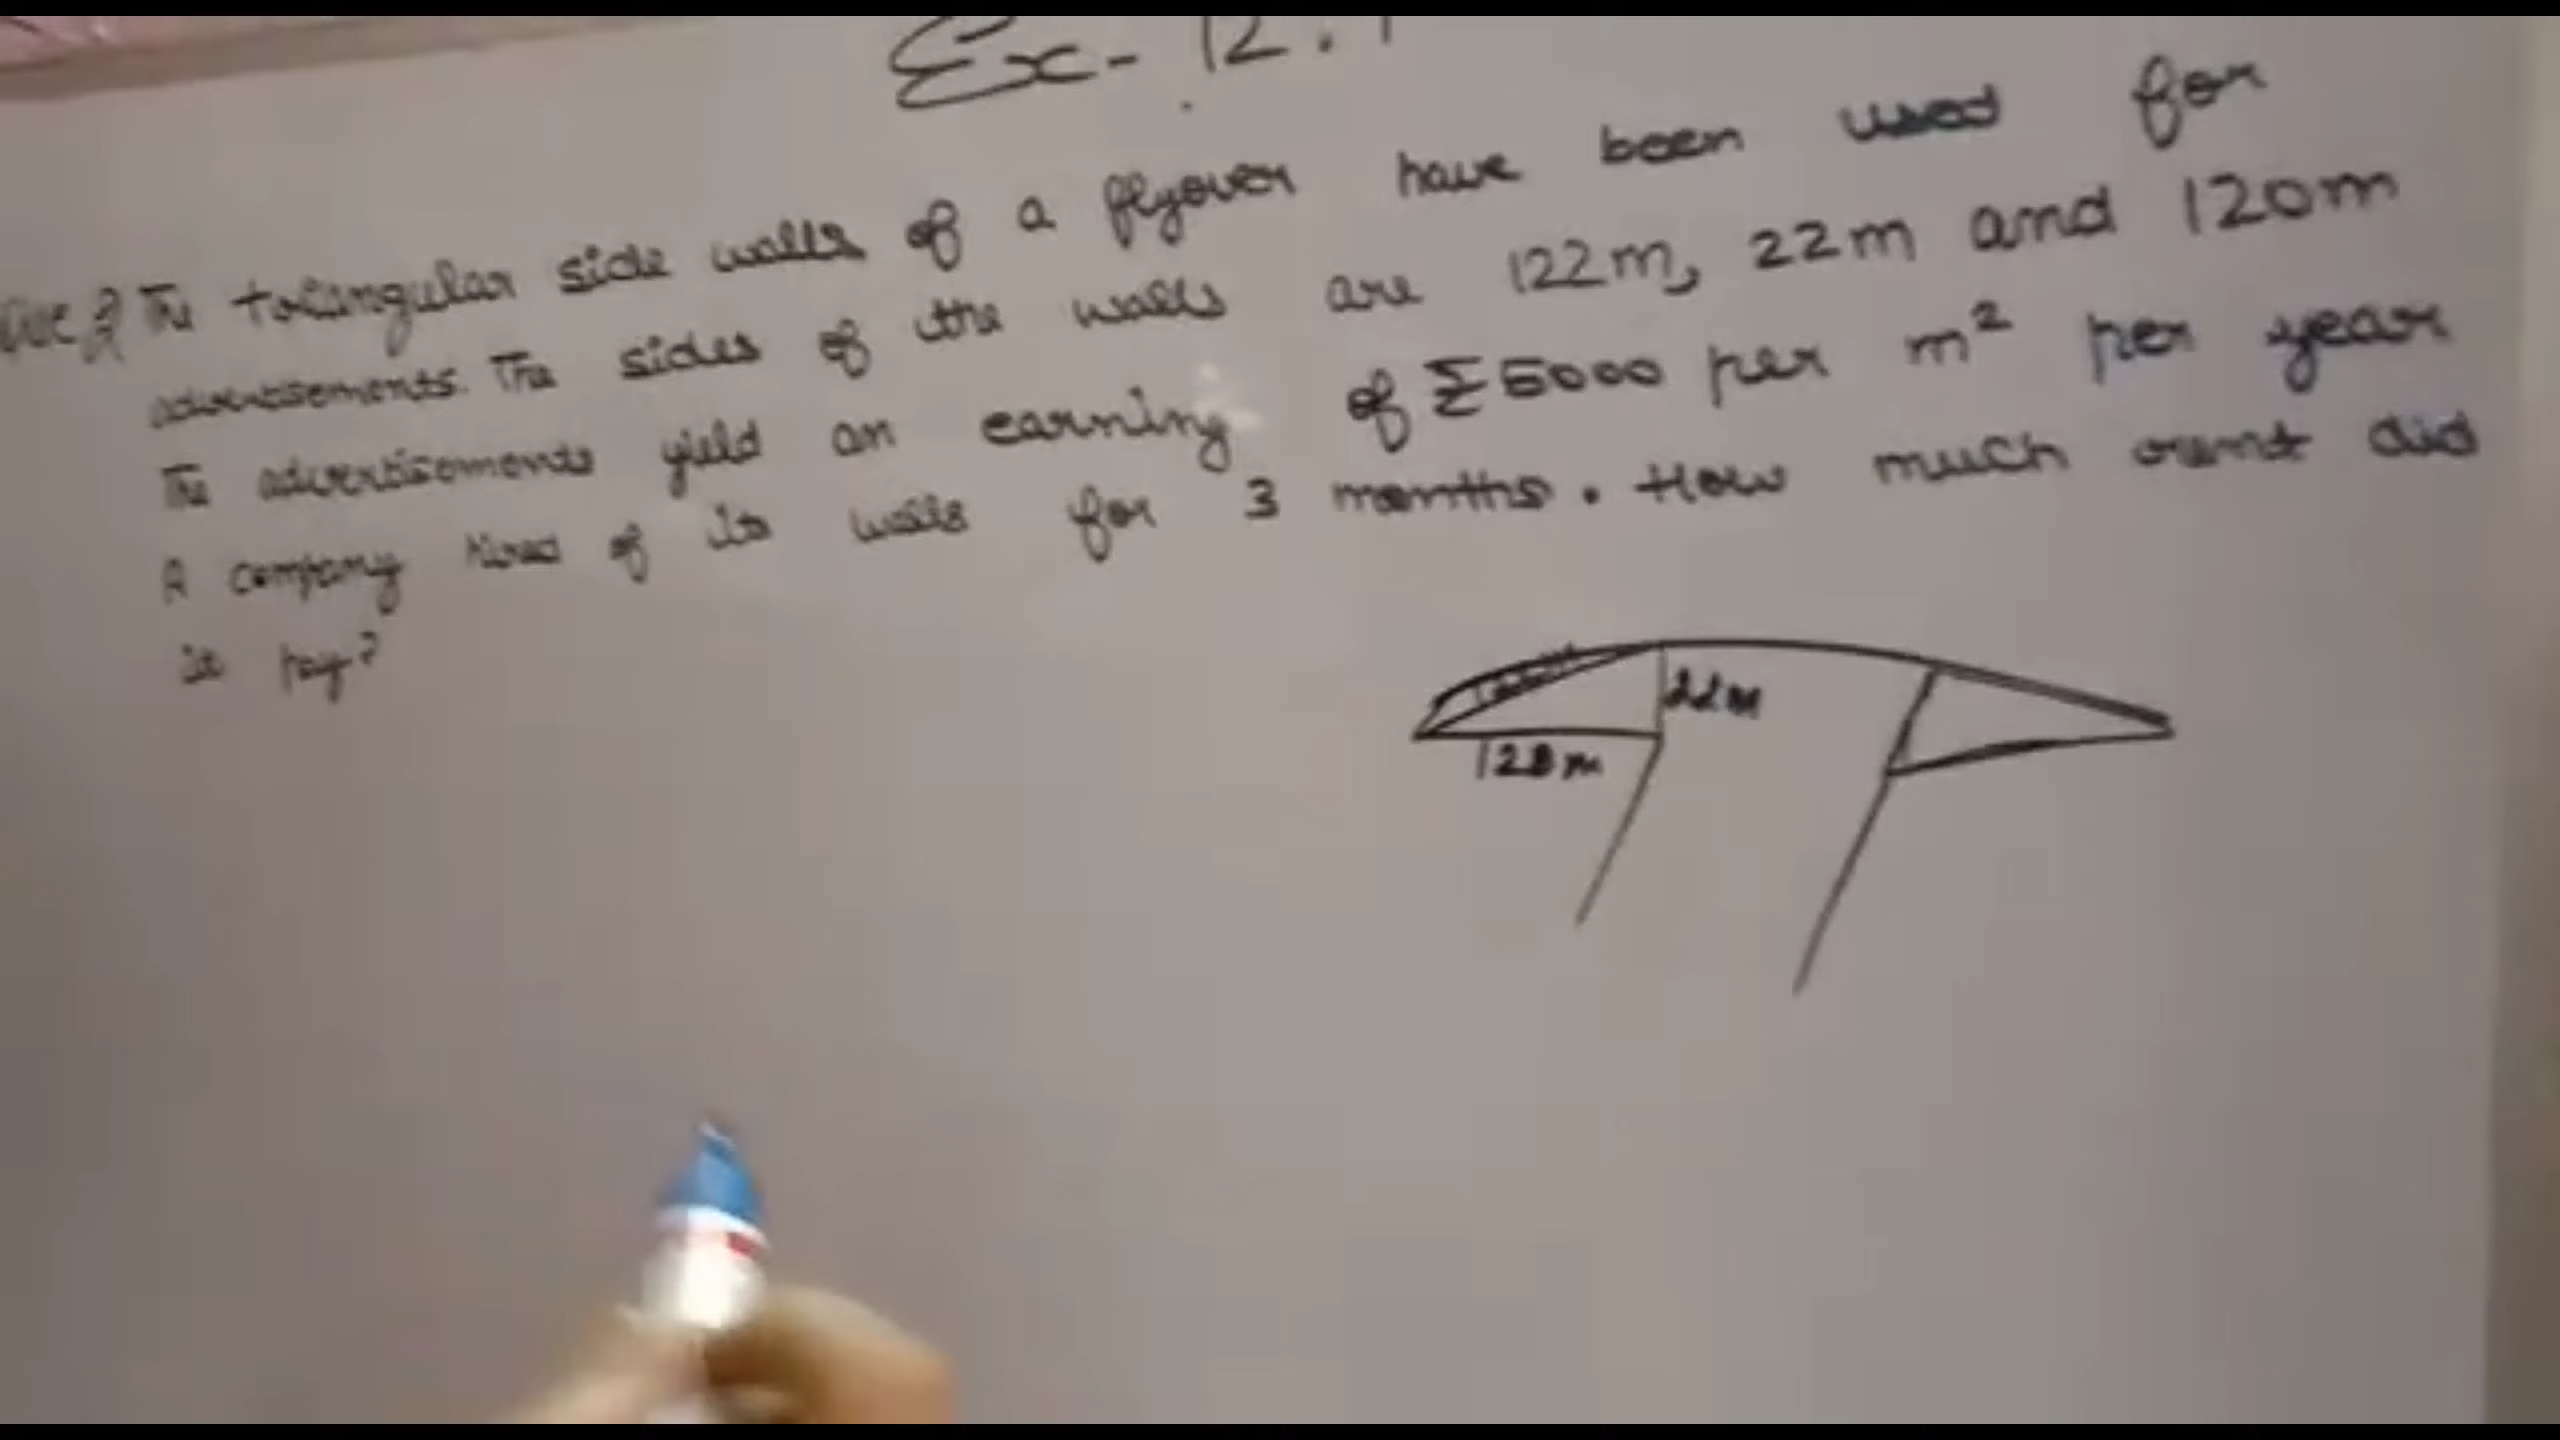 Ex- 12.1
Que 2 The triangular side walls of a flyover have been used for
advertisements. The sides of the walls are 122m, 22m and 120m
The advertisements yield an earning of ₹5000 per m² per year
A company hired of its walls for 3 months. How much rent did
it pay?
22m
120m